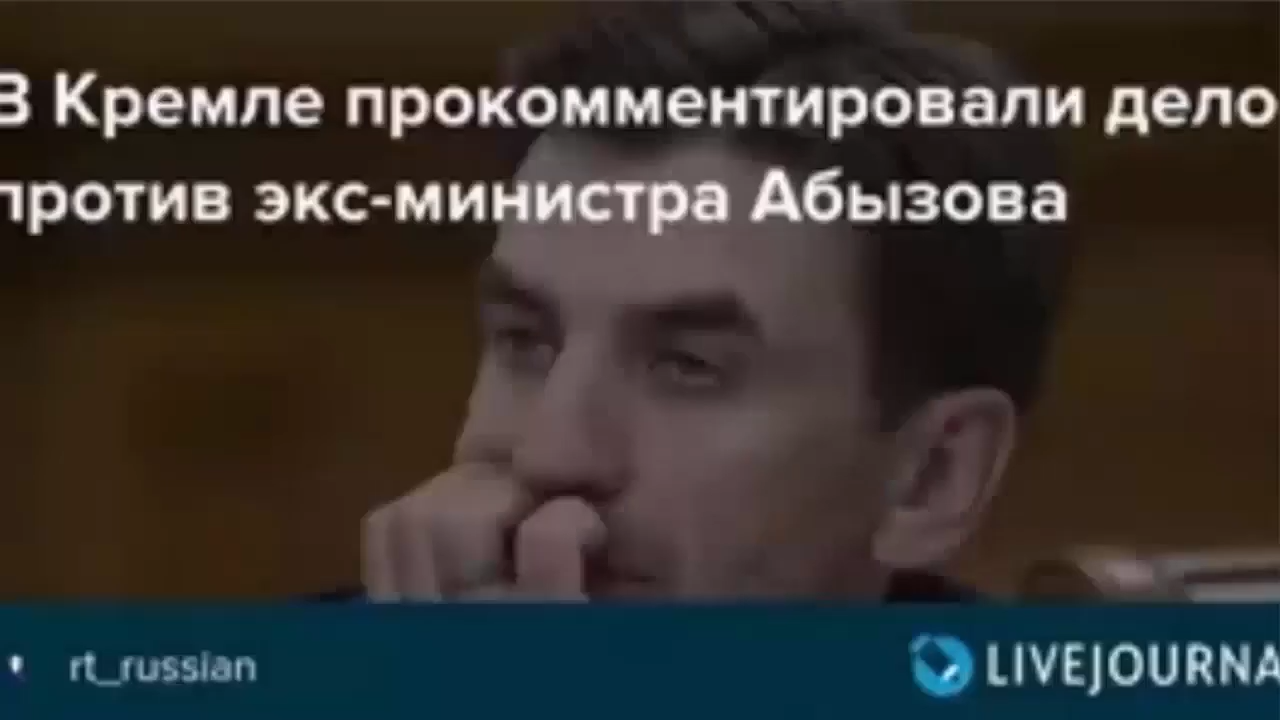 В Кремле прокомментировали дело
против экс-министра Абызова
rt_russian
LIVEJOURNA